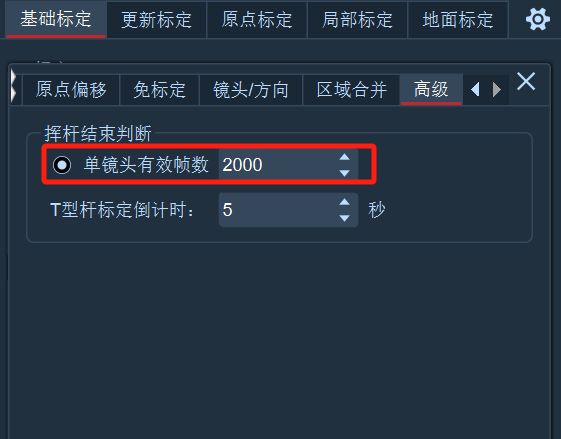 基础标定 更新标定 原点标定 局部标定 地面标定
原点偏移 免标定 镜头/方向 区域合并 高级
挥杆结束判断
单镜头有效帧数 2000
T型杆标定倒计时： 5 秒